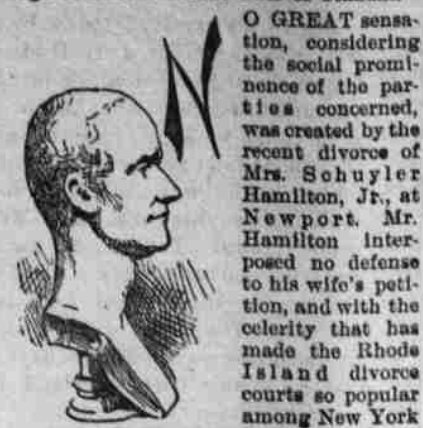 NO GREAT sensa-
tion, considering
the social promi-
nence of the par-
ties concerned,
was created by the
recent divorce of
Mrs. Schuyler
Hamilton, Jr., at
Newport. Mr.
Hamilton inter-
posed no defense
to his wife's peti-
tion, and with the
celerity that has
made the Rhode
Island divorce
courts so popular
among New York